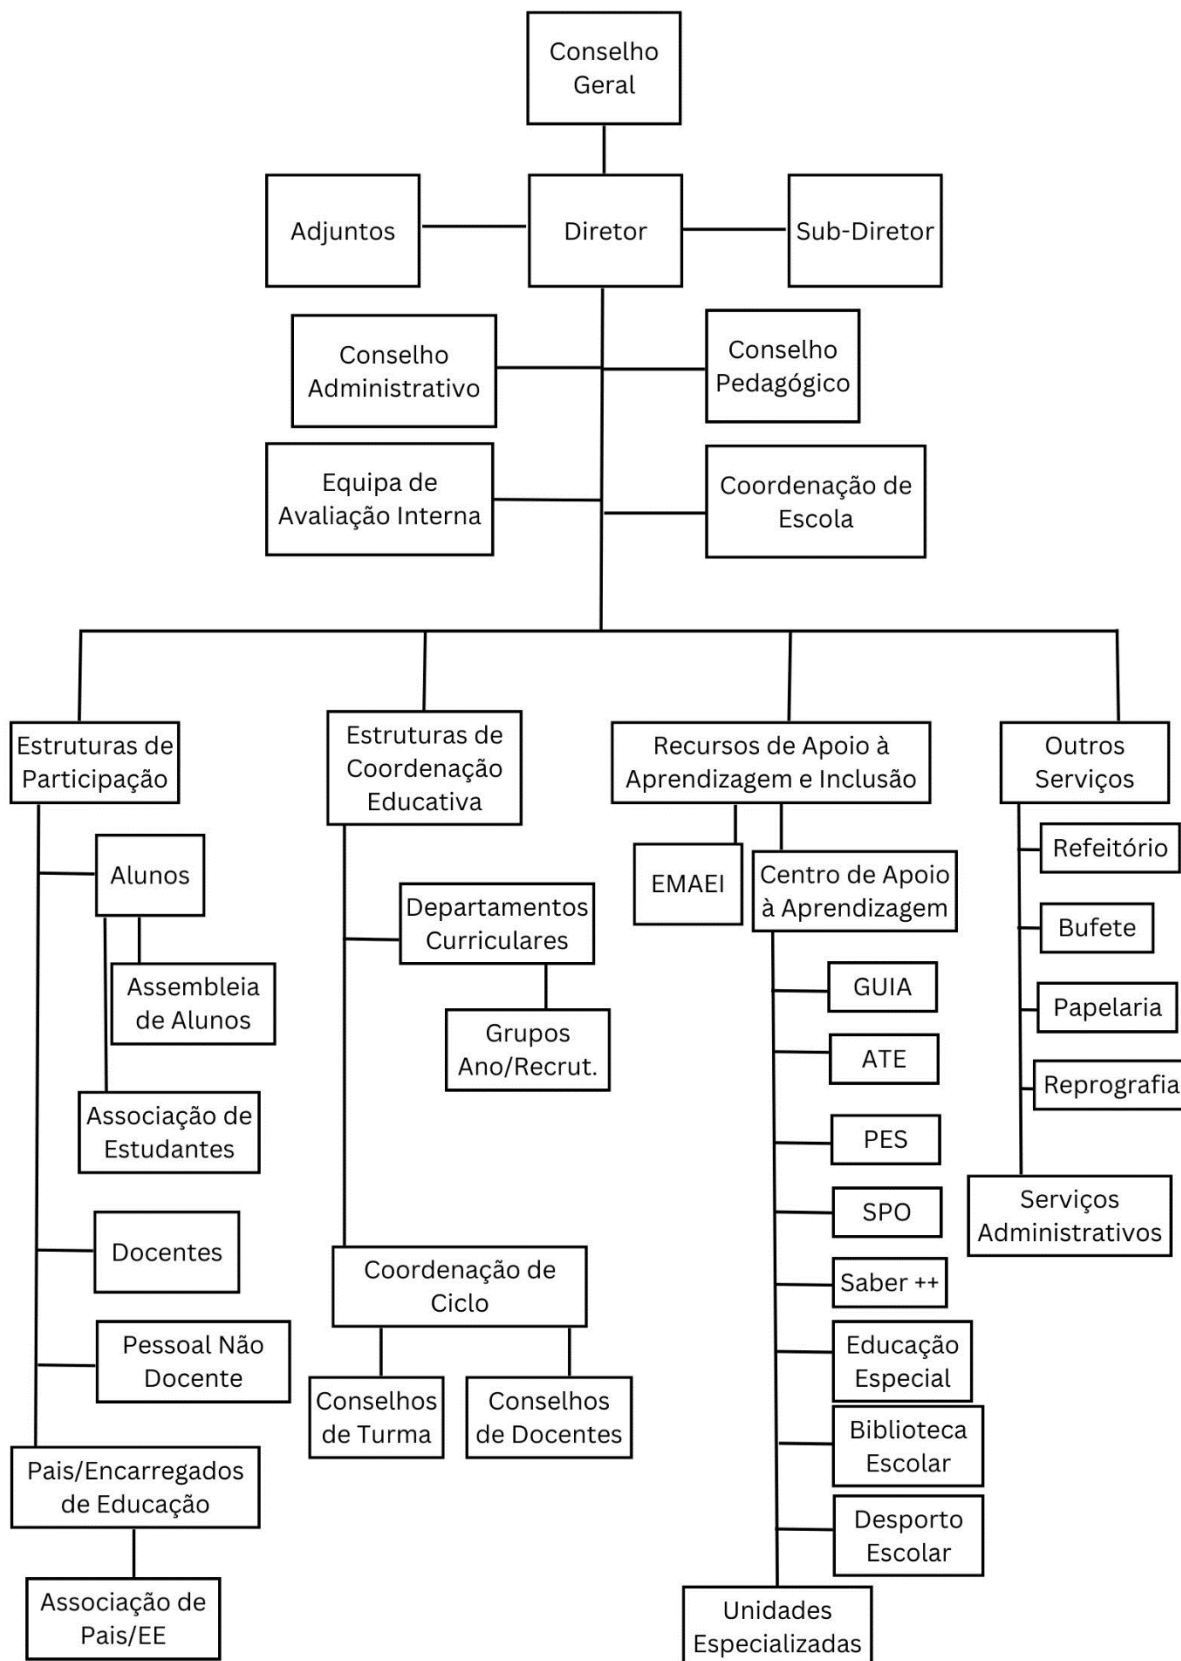 Conselho
Geral
Adjuntos
Diretor
Sub-Diretor
Conselho
Administrativo
Conselho
Pedagógico
Equipa de
Avaliação Interna
Coordenação de
Escola
Estruturas de
Participação
Alunos
Assembleia
de Alunos
Associação de
Estudantes
Docentes
Pessoal Não
Docente
Pais/Encarregados
de Educação
Associação de
Pais/EE
Estruturas de
Coordenação
Educativa
Departamentos
Curriculares
Grupos
Ano/Recrut.
Coordenação de
Ciclo
Conselhos
de Turma
Conselhos
de Docentes
Recursos de Apoio à
Aprendizagem e Inclusão
EMAEI
Centro de Apoio
à Aprendizagem
GUIA
ATE
PES
SPO
Saber ++
Educação
Especial
Biblioteca
Escolar
Desporto
Escolar
Unidades
Especializadas
Outros
Serviços
Refeitório
Bufete
Papelaria
Reprografia
Serviços
Administrativos